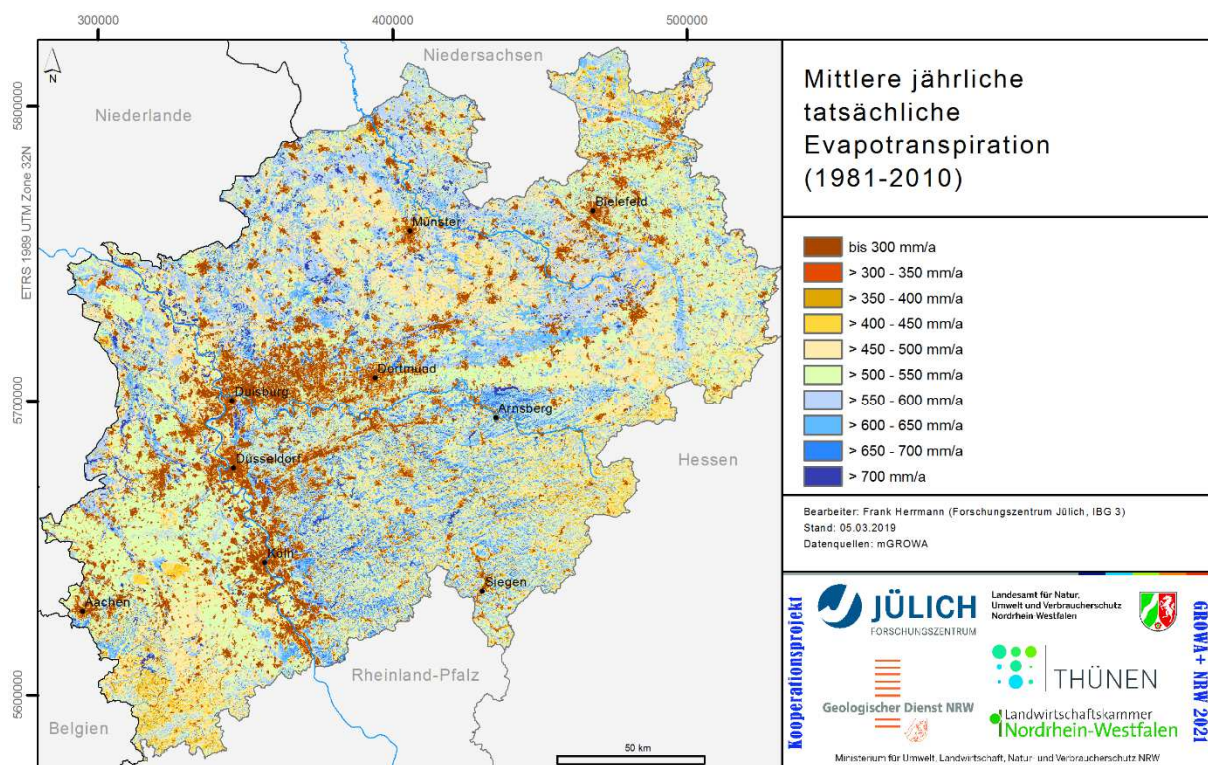 300000
400000
500000
5800000
5700000
5600000
ETRS 1989 UTM Zone 32N
N
Niedersachsen
Niederlande
Bielefeld
Münster
Dortmund
Duisburg
Arnsberg
Düsseldorf
Hessen
Köln
Siegen
Aachen
Rheinland-Pfalz
Belgien
50 km
Mittlere jährliche
tatsächliche
Evapotranspiration
(1981-2010)
bis 300 mm/a
> 300 - 350 mm/a
> 350 - 400 mm/a
> 400 - 450 mm/a
> 450 - 500 mm/a
> 500 - 550 mm/a
> 550 - 600 mm/a
> 600 - 650 mm/a
> 650 - 700 mm/a
> 700 mm/a
Bearbeiter: Frank Herrmann (Forschungszentrum Jülich, IBG 3)
Stand: 05.03.2019
Datenquellen: mGROWA
Kooperationsprojekt
JÜLICH
FORSCHUNGSZENTRUM
Landesamt für Natur,
Umwelt und Verbraucherschutz
Nordrhein-Westfalen
THÜNEN
Geologischer Dienst NRW
Landwirtschaftskammer
Nordrhein-Westfalen
GROWA+ NRW 2021
Ministerium für Umwelt, Landwirtschaft, Natur- und Verbraucherschutz NRW